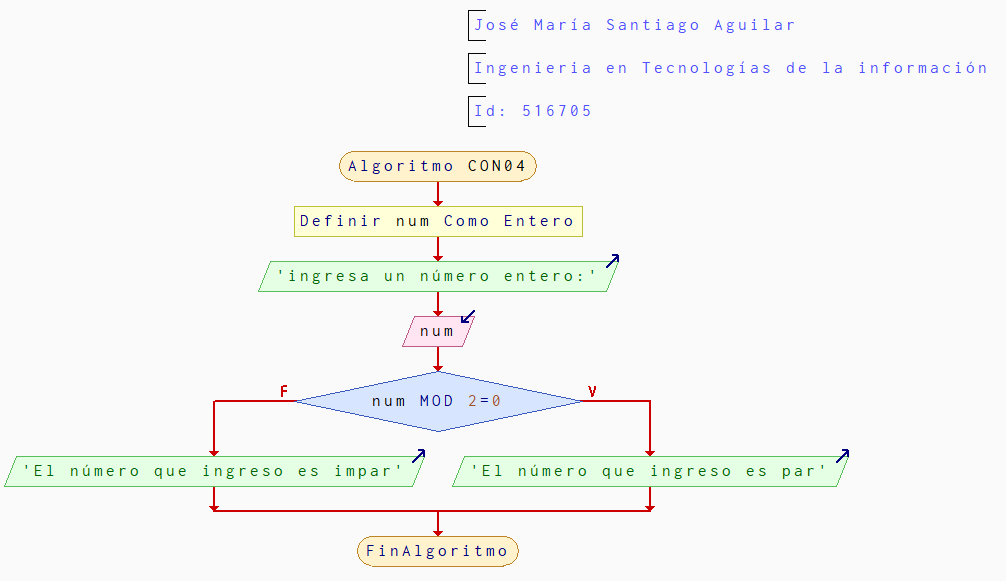 José María Santiago Aguilar
Ingenieria en Tecnologías de la información
Id: 516705
Algoritmo CON04
Definir num Como Entero
'ingresa un número entero:'
num
num MOD 2=0
F
V
'El número que ingreso es impar'
'El número que ingreso es par'
FinAlgoritmo